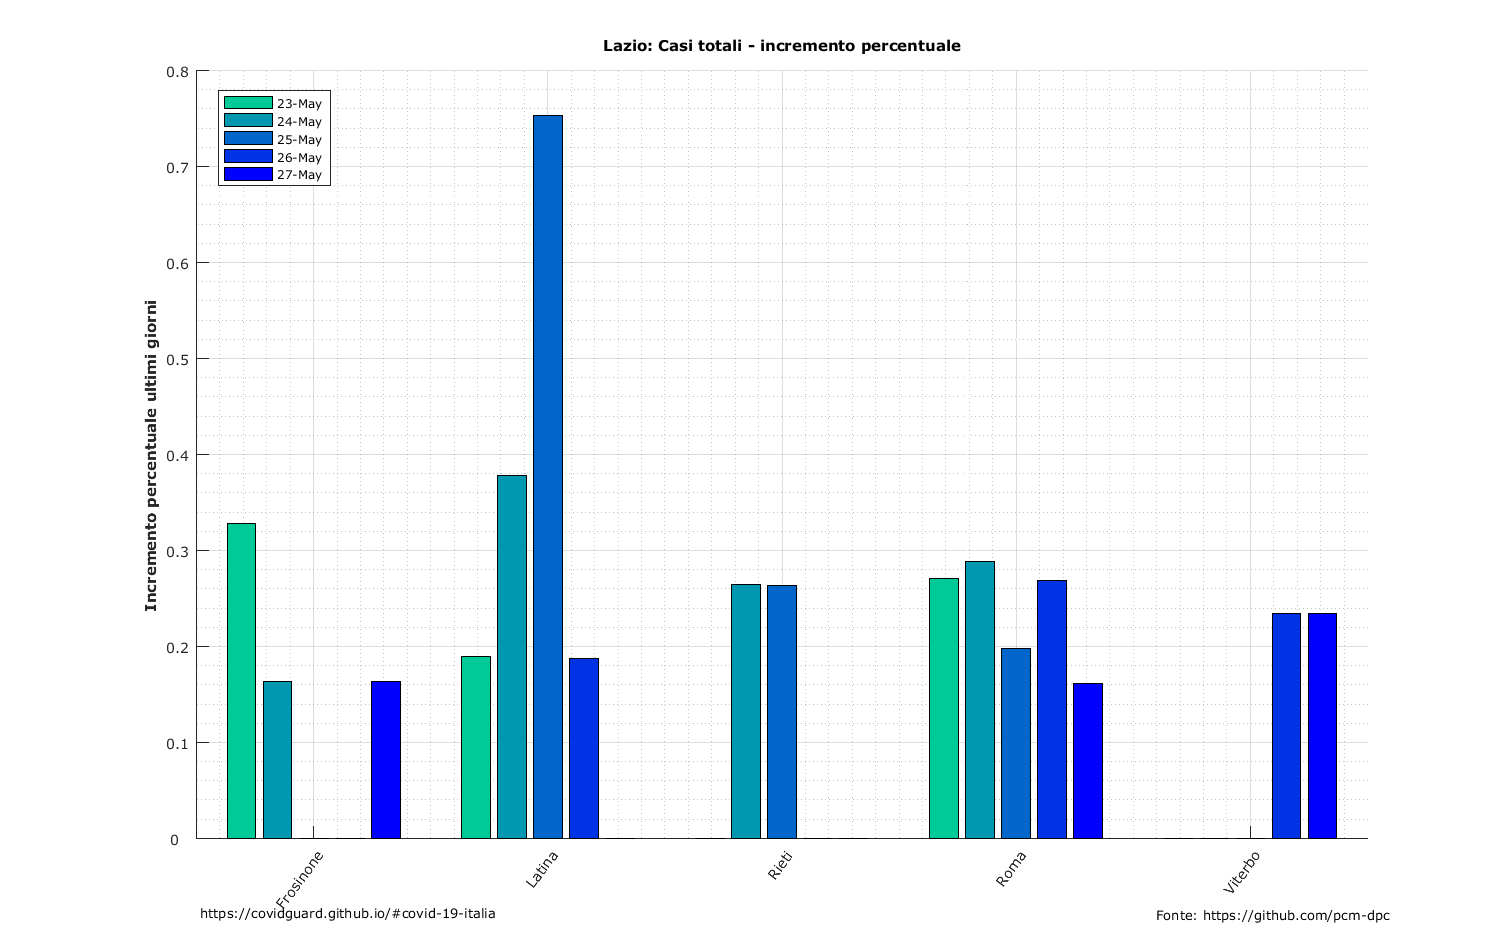 Lazio: Casi totali - incremento percentuale
0.8
0.7
0.6
0.5
0.4
0.3
0.2
0.1
0
Incremento percentuale ultimi giorni
23-May
24-May
25-May
26-May
27-May
Frosinone
Latina
Rieti
Roma
Viterbo
https://covidguard.github.io/#covid-19-italia
Fonte: https://github.com/pcm-dpc